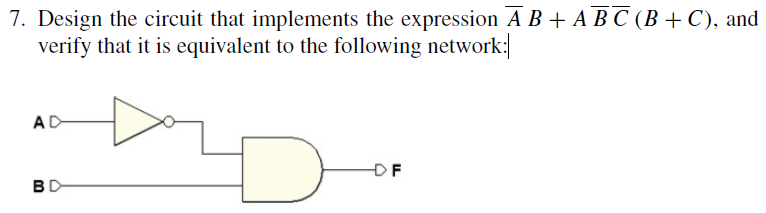 7. Design the circuit that implements the expression A̅ B + A B̅ C̅ (B + C), and
verify that it is equivalent to the following network:
A
F
B